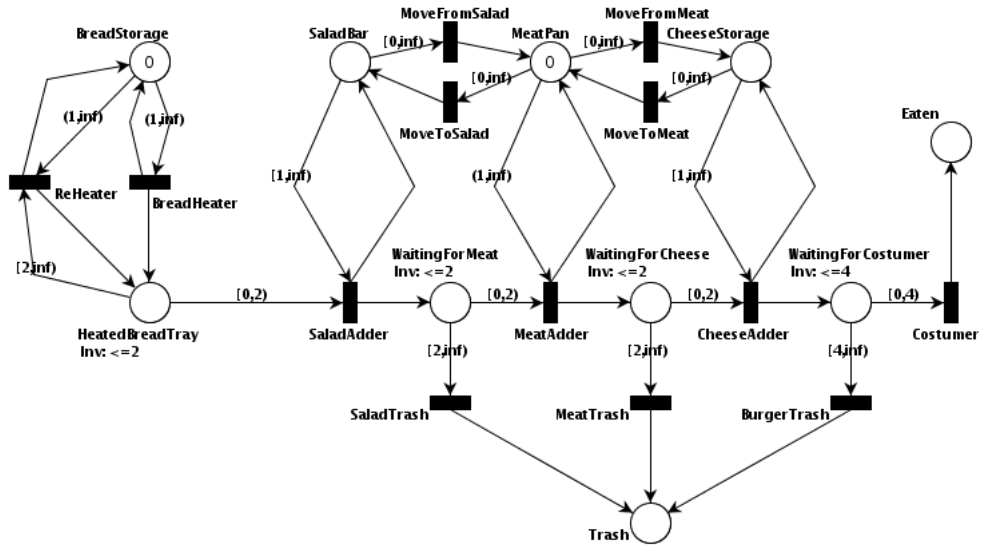 MoveFromSalad
MoveFromMeat
BreadStorage
SaladBar
[0,inf)
MeatPan
[0,inf)
CheeseStorage
0
0
[0,inf)
[0,inf)
MoveToSalad
MoveToMeat
(1,inf)
(1,inf)
Eaten
[1,inf)
(1,inf)
[1,inf)
ReHeater
BreadHeater
[2,inf)
WaitingForMeat
Inv: <=2
WaitingForCheese
Inv: <=2
WaitingForCostumer
Inv: <=4
[0,2)
[0,2)
[0,2)
[0,4)
HeatedBreadTray
Inv: <=2
SaladAdder
MeatAdder
CheeseAdder
Costumer
[2,inf)
[2,inf)
[4,inf)
SaladTrash
MeatTrash
BurgerTrash
Trash